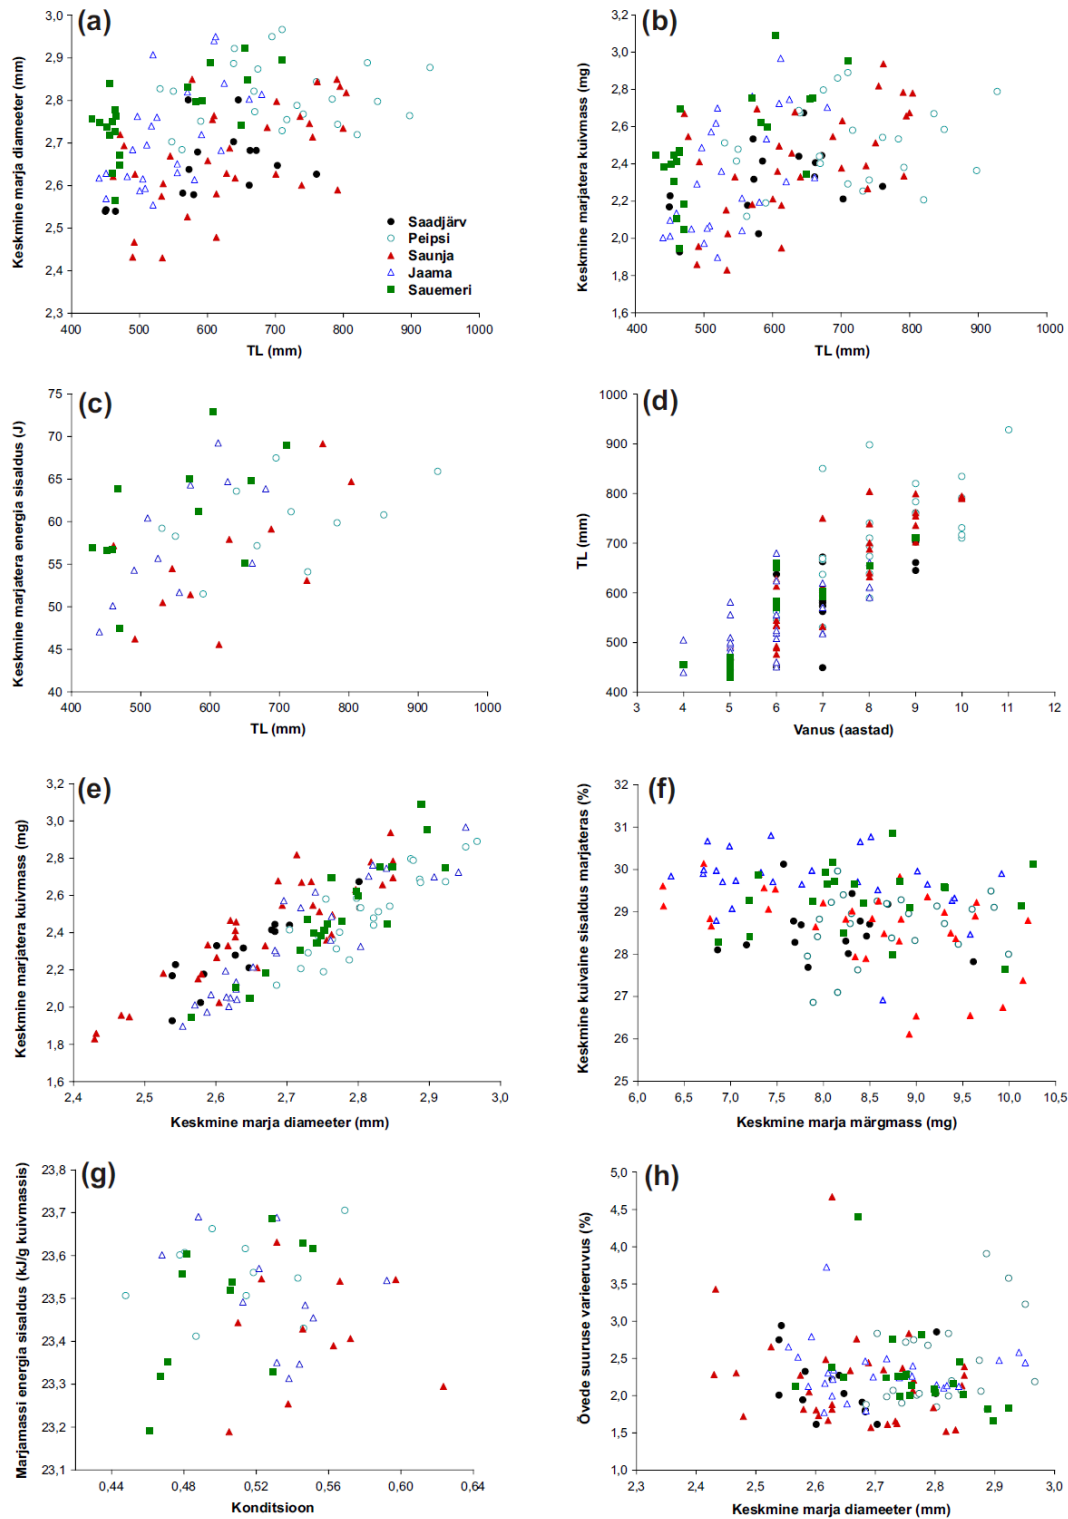 (a)
Keskmine marja diameeter (mm)
3,0
2,9
2,8
2,7
2,6
2,5
2,4
2,3
400 500 600 700 800 900 1000
TL (mm)
Saadjärv
Peipsi
Saunja
Jaama
Sauemeri
(b)
Keskmine marjatera kuivmass (mg)
3,2
3,0
2,8
2,6
2,4
2,2
2,0
1,8
1,6
400 500 600 700 800 900 1000
TL (mm)
(c)
Keskmine marjatera energia sisaldus (J)
75
70
65
60
55
50
45
40
400 500 600 700 800 900 1000
TL (mm)
(d)
TL (mm)
1000
900
800
700
600
500
400
3 4 5 6 7 8 9 10 11 12
Vanus (aastad)
(e)
Keskmine marjatera kuivmass (mg)
3,2
3,0
2,8
2,6
2,4
2,2
2,0
1,8
1,6
2,4 2,5 2,6 2,7 2,8 2,9 3,0
Keskmine marja diameeter (mm)
(f)
Keskmine kuivaine sisaldus marjateras (%)
32
31
30
29
28
27
26
25
6,0 6,5 7,0 7,5 8,0 8,5 9,0 9,5 10,0 10,5
Keskmine marja märgmass (mg)
(g)
Marjamassi energia sisaldus (kJ/g kuivmassis)
23,8
23,7
23,6
23,5
23,4
23,3
23,2
23,1
0,44 0,48 0,52 0,56 0,60 0,64
Konditsioon
(h)
Õvede suuruse varieeruvus (%)
5,0
4,5
4,0
3,5
3,0
2,5
2,0
1,5
1,0
2,3 2,4 2,5 2,6 2,7 2,8 2,9 3,0
Keskmine marja diameeter (mm)